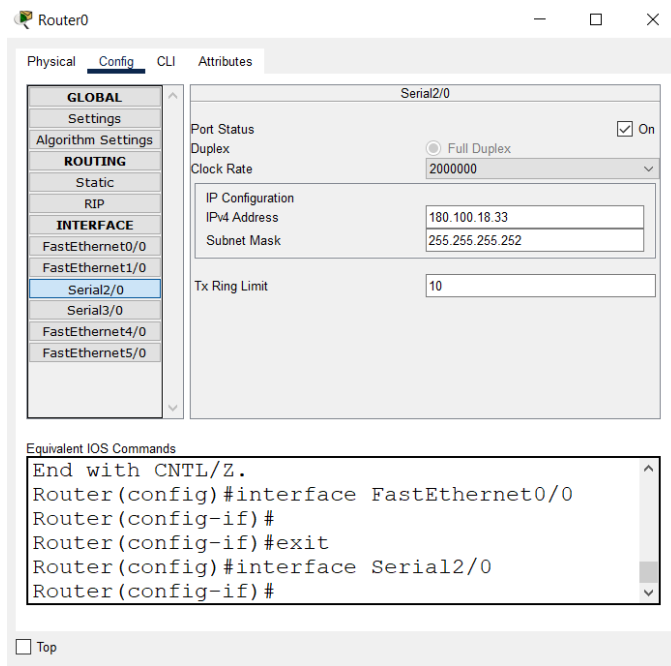 Router0
Physical Config CLI Attributes
GLOBAL
Settings
Algorithm Settings
ROUTING
Static
RIP
INTERFACE
FastEthernet0/0
FastEthernet1/0
Serial2/0
Serial3/0
FastEthernet4/0
FastEthernet5/0
Serial2/0
Port Status On
Duplex Full Duplex
Clock Rate 2000000
IP Configuration
IPv4 Address 180.100.18.33
Subnet Mask 255.255.255.252
Tx Ring Limit 10
Equivalent IOS Commands
End with CNTL/Z.
Router(config)#interface FastEthernet0/0
Router(config-if)#
Router(config-if)#exit
Router(config)#interface Serial2/0
Router(config-if)#
Top